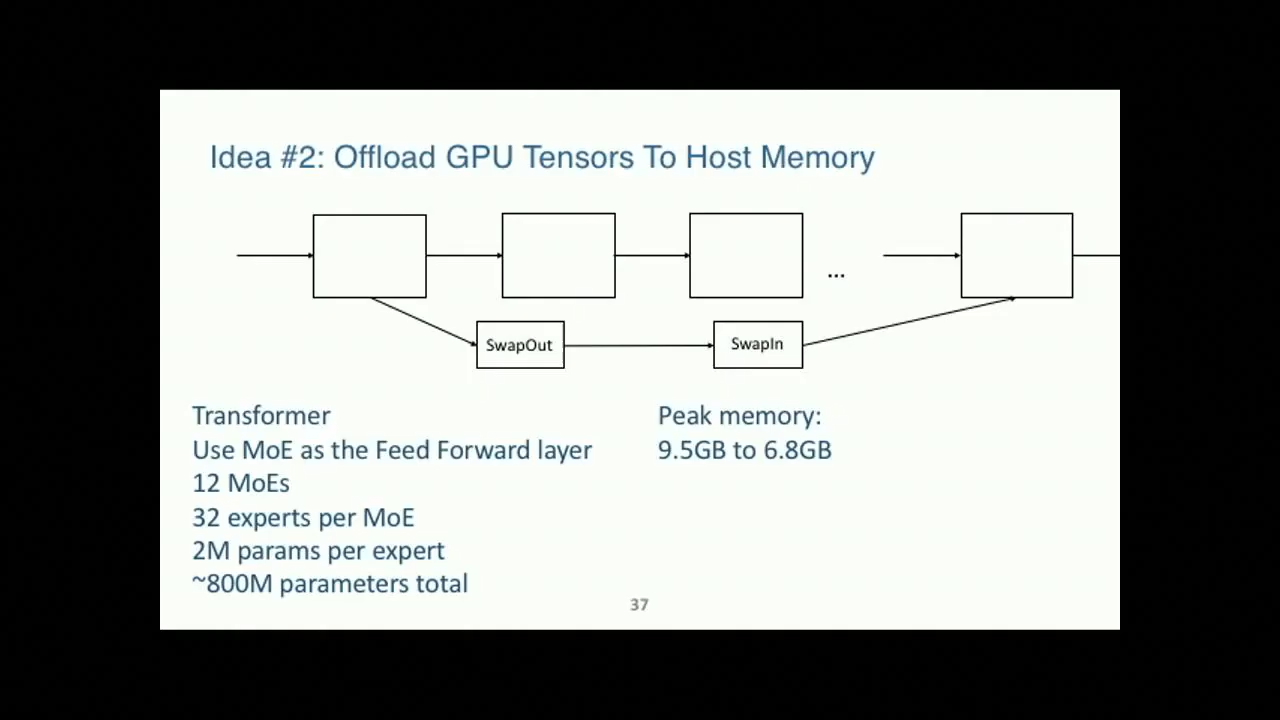 Idea #2: Offload GPU Tensors To Host Memory
...
SwapOut
SwapIn
Transformer
Use MoE as the Feed Forward layer
12 MoEs
32 experts per MoE
2M params per expert
~800M parameters total
Peak memory:
9.5GB to 6.8GB
37